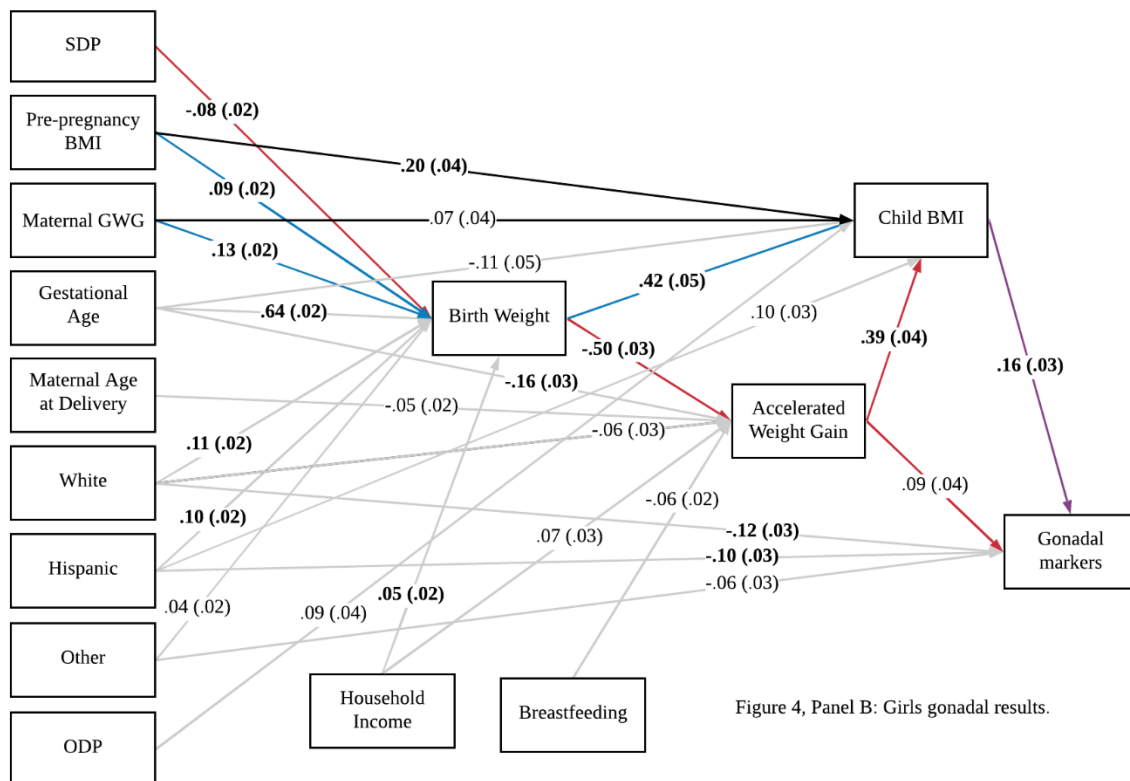 SDP
-.08 (.02)
Pre-pregnancy
BMI
.20 (.04)
.09 (.02)
Maternal GWG
.07 (.04)
Child BMI
.13 (.02)
-.11 (.05)
Gestational
Age
.64 (.02)
Birth Weight
.42 (.05)
.10 (.03)
-.50 (.03)
.39 (.04)
.16 (.03)
-.16 (.03)
Maternal Age
at Delivery
-.05 (.02)
Accelerated
Weight Gain
-.06 (.03)
.11 (.02)
White
-.06 (.02)
.09 (.04)
.10 (.02)
.07 (.03)
-.12 (.03)
Gonadal
markers
Hispanic
-.10 (.03)
-.06 (.03)
.04 (.02)
.09 (.04)
.05 (.02)
Other
Household
Income
Breastfeeding
Figure 4, Panel B: Girls gonadal results.
ODP